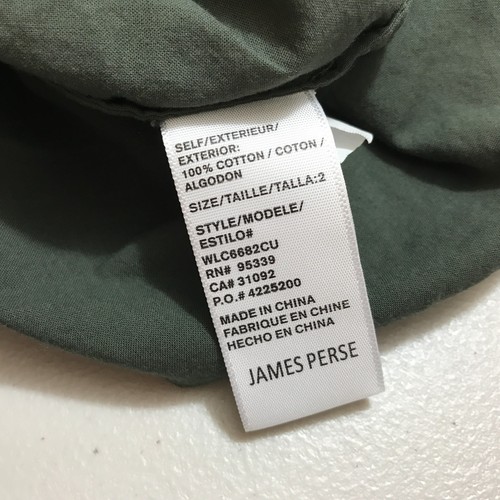 SELF/EXTERIEUR/
EXTERIOR:
100% COTTON / COTON /
ALGODON
SIZE/TAILLE/TALLA:2
STYLE/MODELE/
ESTILO#
WLC6682CU
RN# 95339
CA# 31092
P.O.# 4225200
MADE IN CHINA
FABRIQUE EN CHINE
HECHO EN CHINA
JAMES PERSE